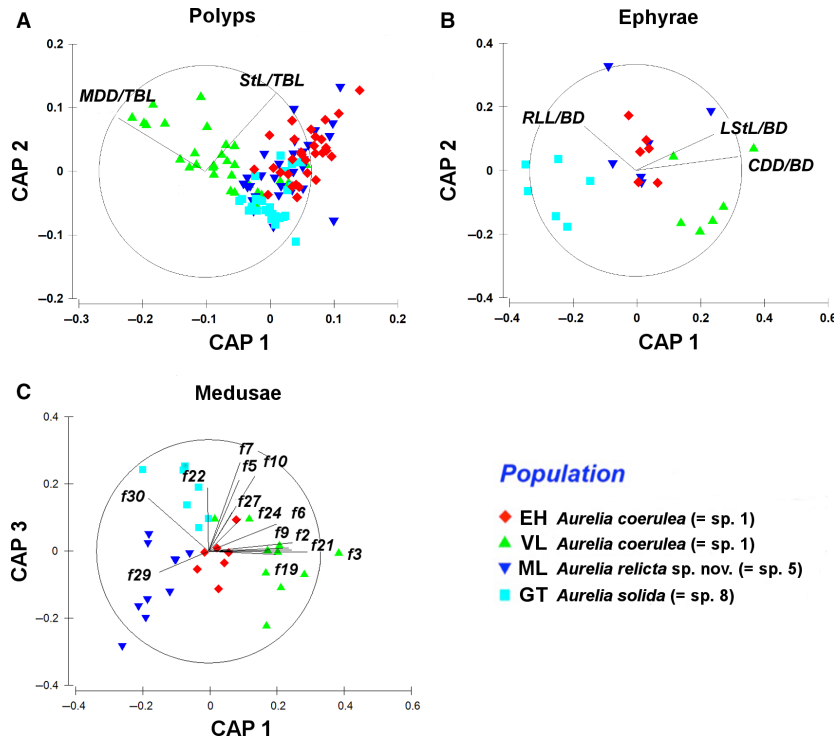 A
Polyps
0.2
0.1
0
−0.1
−0.2
CAP 2
MDD/TBL
StL/TBL
−0.3 −0.2 −0.1 0 0.1 0.2
CAP 1
B
Ephyrae
0.4
0.2
0
−0.2
−0.4
CAP 2
RLL/BD
LStL/BD
CDD/BD
−0.4 −0.2 0 0.2 0.4 0.6
CAP 1
C
Medusae
0.4
0.2
0
−0.2
−0.4
CAP 3
f7
f5
f10
f22
f30
f27
f24
f6
f9
f2
f21
f3
f19
f29
−0.4 −0.2 0 0.2 0.4 0.6
CAP 1
Population
EH Aurelia coerulea (= sp. 1)
VL Aurelia coerulea (= sp. 1)
ML Aurelia relicta sp. nov. (= sp. 5)
GT Aurelia solida (= sp. 8)